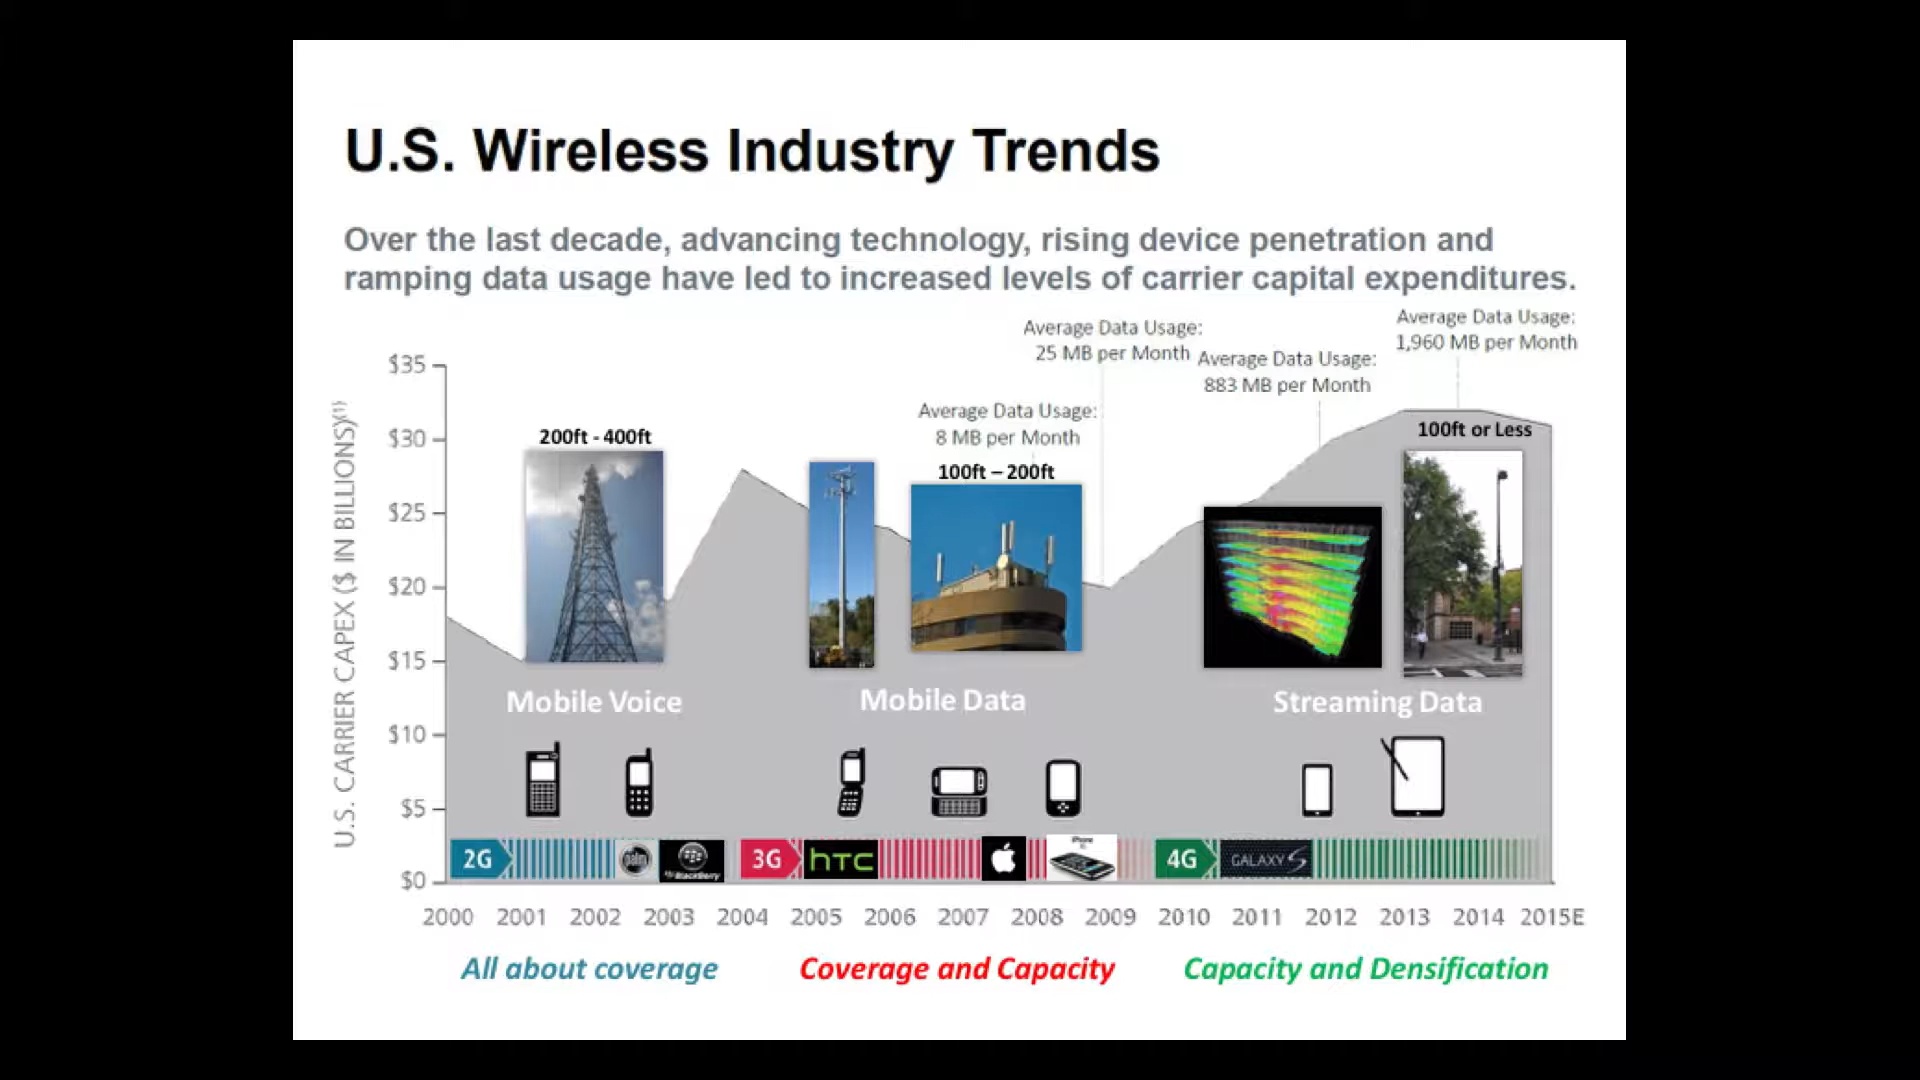 U.S. Wireless Industry Trends
Over the last decade, advancing technology, rising device penetration and
ramping data usage have led to increased levels of carrier capital expenditures.
Average Data Usage:
1,960 MB per Month
Average Data Usage:
25 MB per Month
Average Data Usage:
883 MB per Month
Average Data Usage:
8 MB per Month
U.S. CARRIER CAPEX ($ IN BILLIONS)(1)
$35
$30
$25
$20
$15
$10
$5
$0
200ft - 400ft
100ft – 200ft
100ft or Less
Mobile Voice
Mobile Data
Streaming Data
2G
palm
BlackBerry
3G
hTC
iPhone
4G
GALAXY S
2000 2001 2002 2003 2004 2005 2006 2007 2008 2009 2010 2011 2012 2013 2014 2015E
All about coverage
Coverage and Capacity
Capacity and Densification